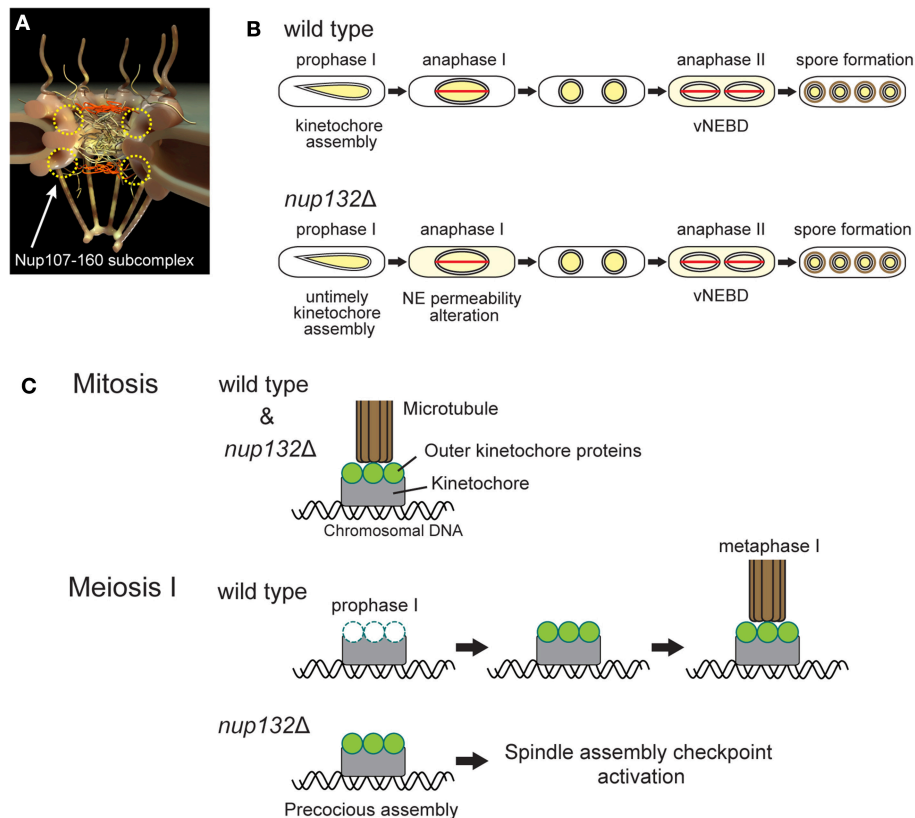 A
Nup107-160 subcomplex
B
wild type
prophase I
anaphase I
anaphase II
spore formation
kinetochore
assembly
vNEBD
nup132Δ
prophase I
anaphase I
anaphase II
spore formation
untimely
kinetochore
assembly
NE permeability
alteration
vNEBD
C
Mitosis
wild type
&
nup132Δ
Microtubule
Outer kinetochore proteins
Kinetochore
Chromosomal DNA
Meiosis I
wild type
prophase I
metaphase I
nup132Δ
Precocious assembly
Spindle assembly checkpoint
activation